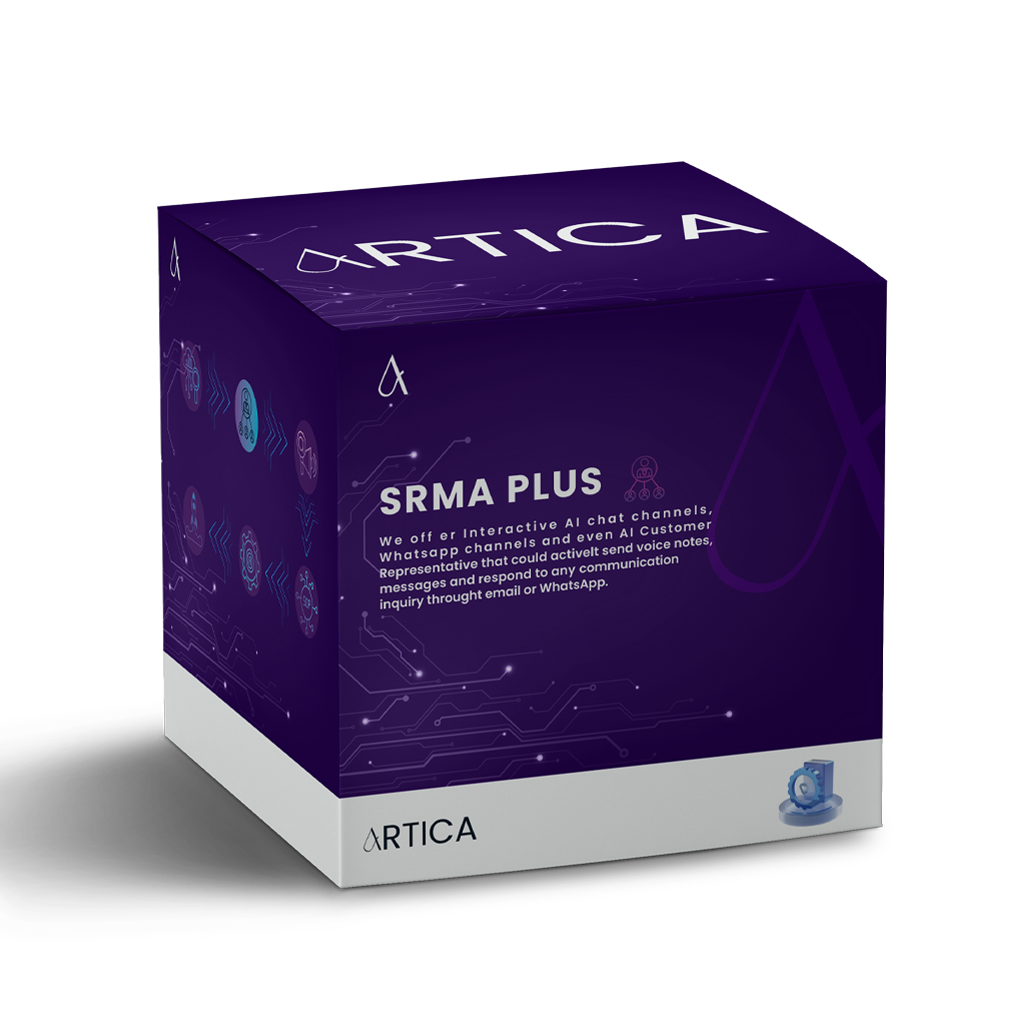 ARTICA
SRMA PLUS
We off er Interactive AI chat channels,
Whatsapp channels and even AI Customer
Representative that could activelt send voice notes,
messages and respond to any communication
inquiry throught email or WhatsApp.
ARTICA